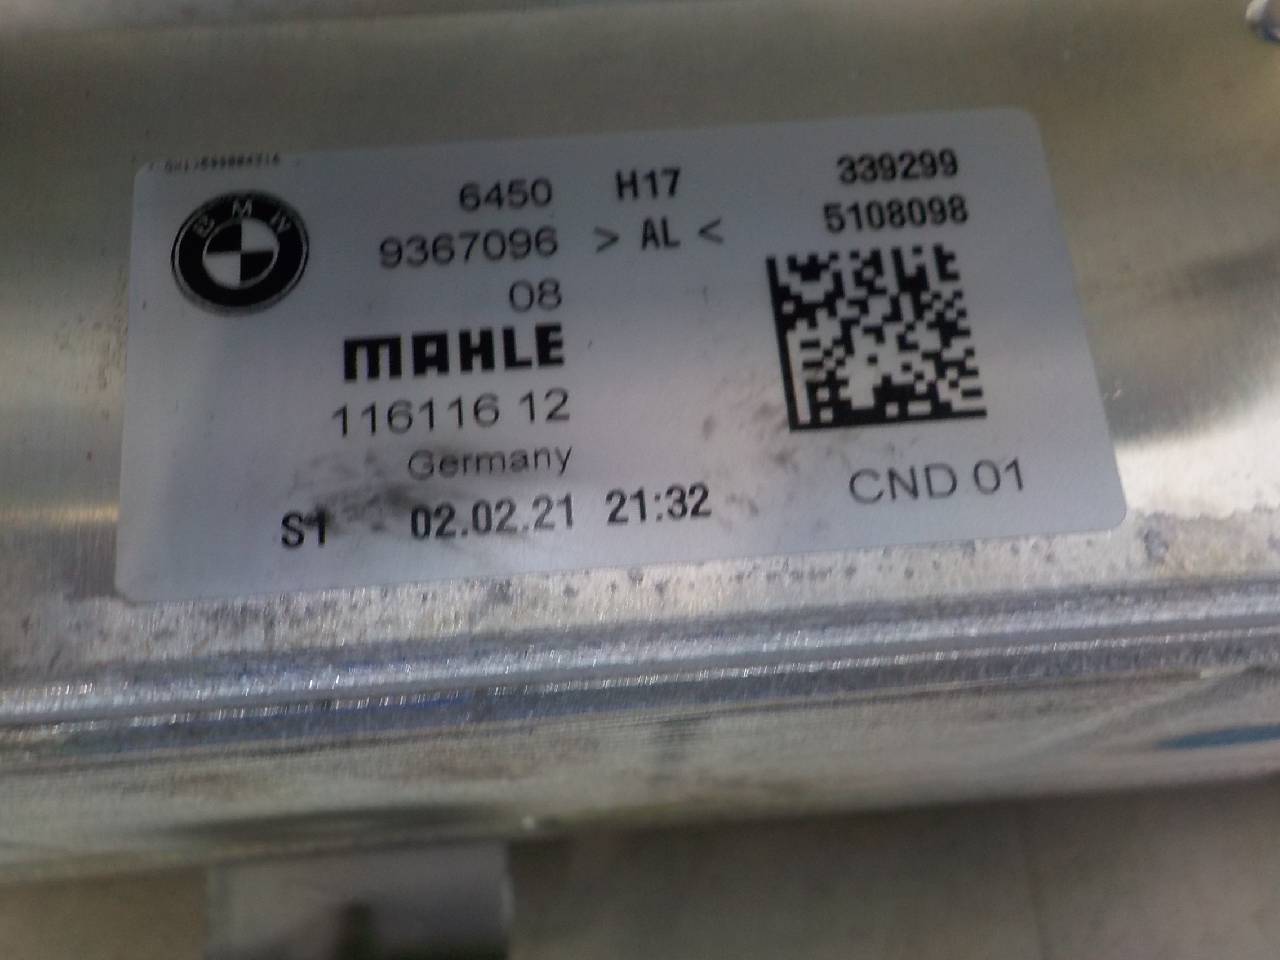 BMW
6450 H17
9367096 > AL <
08
MAHLE
116116 12
Germany
S1 02.02.21 21:32
339299
5108098
CND 01